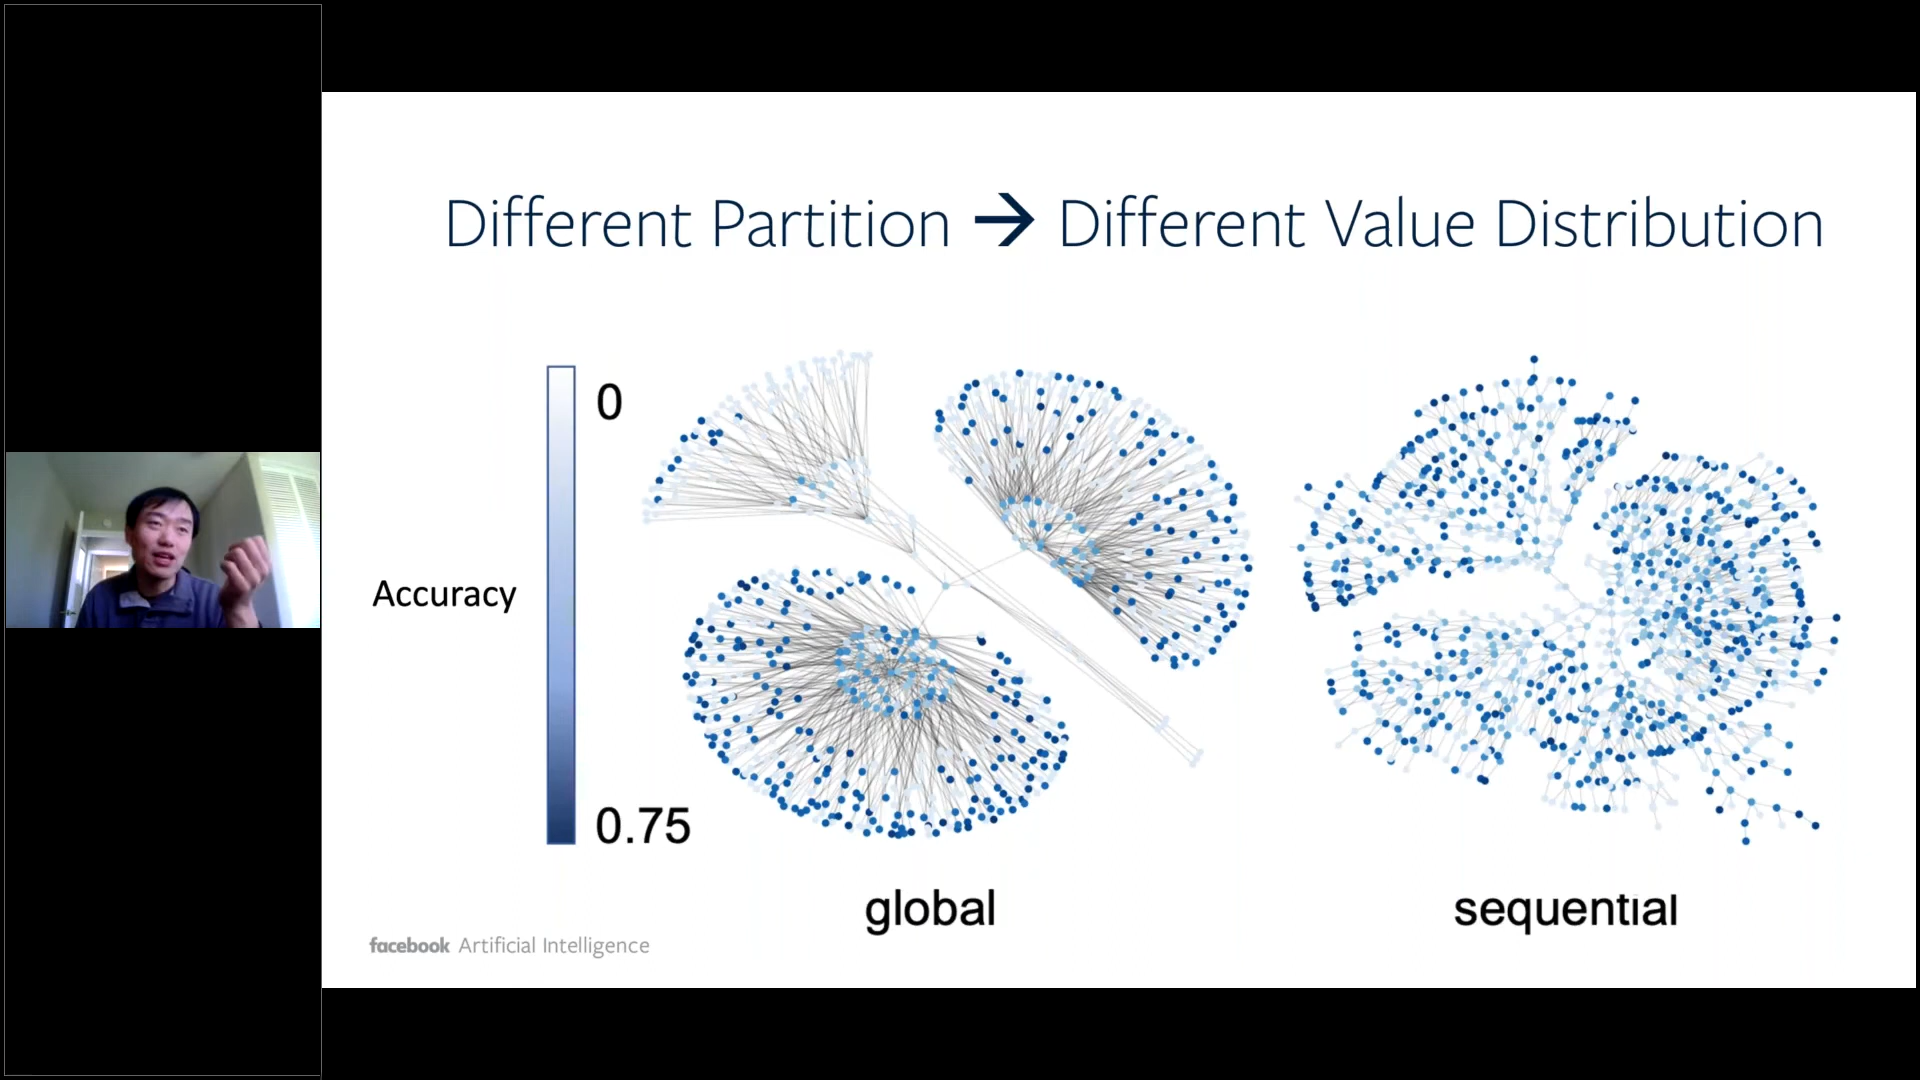 Different Partition → Different Value Distribution
0
Accuracy
0.75
global
sequential
facebook Artificial Intelligence